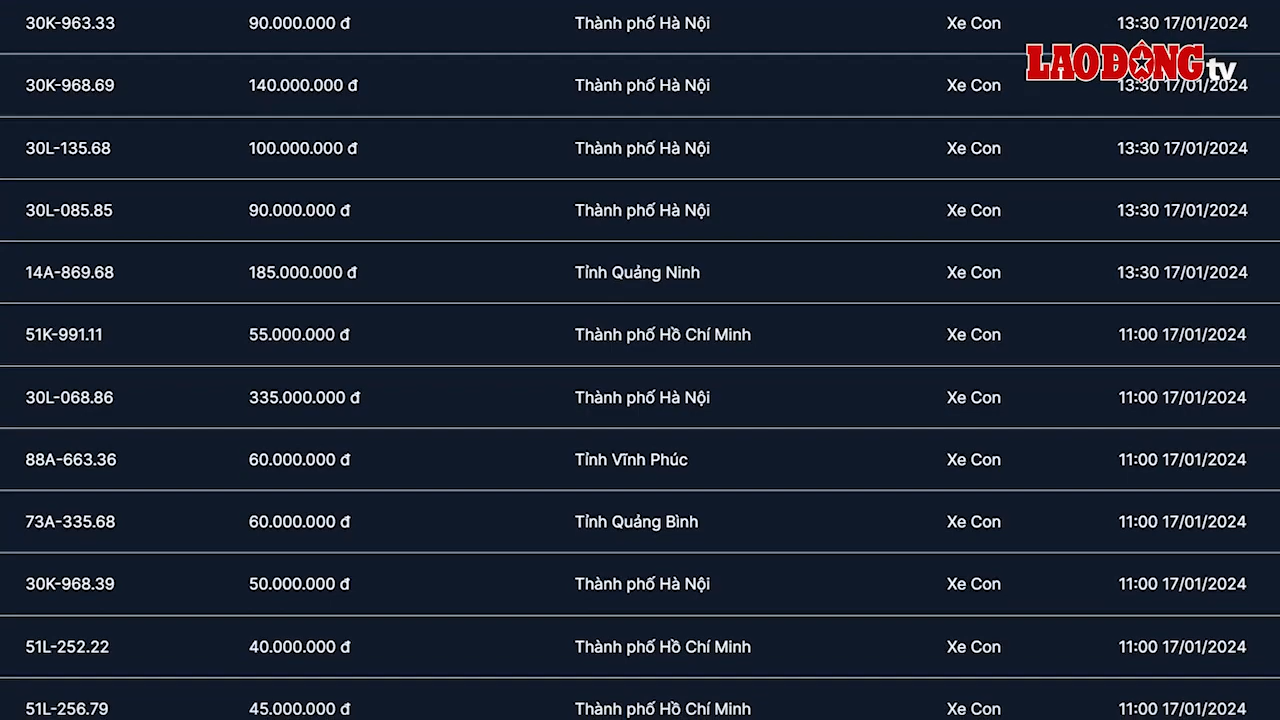 30K-963.33 90.000.000 đ Thành phố Hà Nội Xe Con 13:30 17/01/2024
LAO ĐỘNG tv
30K-968.69 140.000.000 đ Thành phố Hà Nội Xe Con 13:30 17/01/2024
30L-135.68 100.000.000 đ Thành phố Hà Nội Xe Con 13:30 17/01/2024
30L-085.85 90.000.000 đ Thành phố Hà Nội Xe Con 13:30 17/01/2024
14A-869.68 185.000.000 đ Tỉnh Quảng Ninh Xe Con 13:30 17/01/2024
51K-991.11 55.000.000 đ Thành phố Hồ Chí Minh Xe Con 11:00 17/01/2024
30L-068.86 335.000.000 đ Thành phố Hà Nội Xe Con 11:00 17/01/2024
88A-663.36 60.000.000 đ Tỉnh Vĩnh Phúc Xe Con 11:00 17/01/2024
73A-335.68 60.000.000 đ Tỉnh Quảng Bình Xe Con 11:00 17/01/2024
30K-968.39 50.000.000 đ Thành phố Hà Nội Xe Con 11:00 17/01/2024
51L-252.22 40.000.000 đ Thành phố Hồ Chí Minh Xe Con 11:00 17/01/2024
51L-256.79 45.000.000 đ Thành phố Hồ Chí Minh Xe Con 11:00 17/01/2024